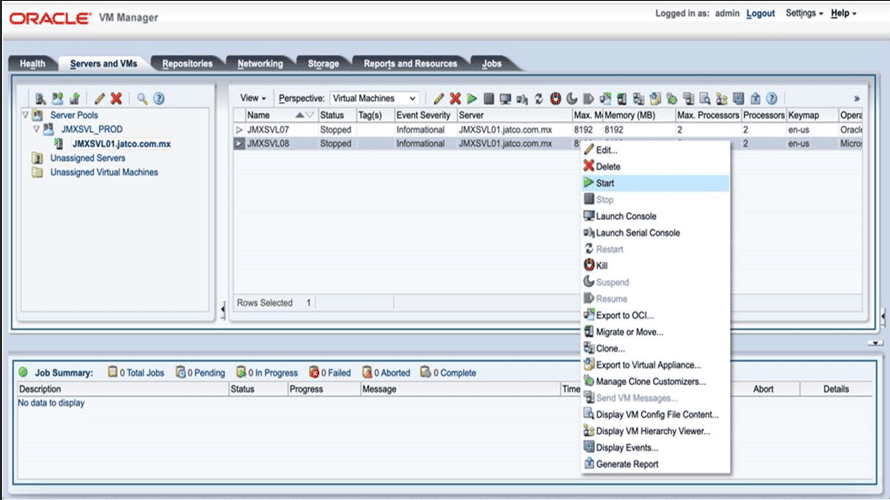 ORACLE VM Manager
Logged in as: admin Logout Settings Help
Health Servers and VMs Repositories Networking Storage Reports and Resources Jobs
View Perspective: Virtual Machines
Server Pools
JMXSVL_PROD
JMXSVL01.jatco.com.mx
Unassigned Servers
Unassigned Virtual Machines
Name Status Tag(s) Event Severity Server Max. M Memory (MB) Max. Processors Processors Keymap
JMXSVL07 Stopped Informational JMXSVL01.jatco.com.mx 8192 8192 2 2 en-us
JMXSVL08 Stopped Informational JMXSVL01.jatco.com.mx 2 en-us
Edit...
Delete
Start
Stop
Launch Console
Launch Serial Console
Restart
Kill
Suspend
Resume
Export to OCI...
Migrate or Move...
Clone...
Export to Virtual Appliance...
Manage Clone Customizers...
Send VM Messages...
Display VM Config File Content...
Display VM Hierarchy Viewer...
Display Events...
Generate Report
Rows Selected 1
Job Summary: 0 Total Jobs 0 Pending 0 In Progress 0 Failed 0 Aborted 0 Complete
Description Status Progress Message Time Abort Details
No data to display